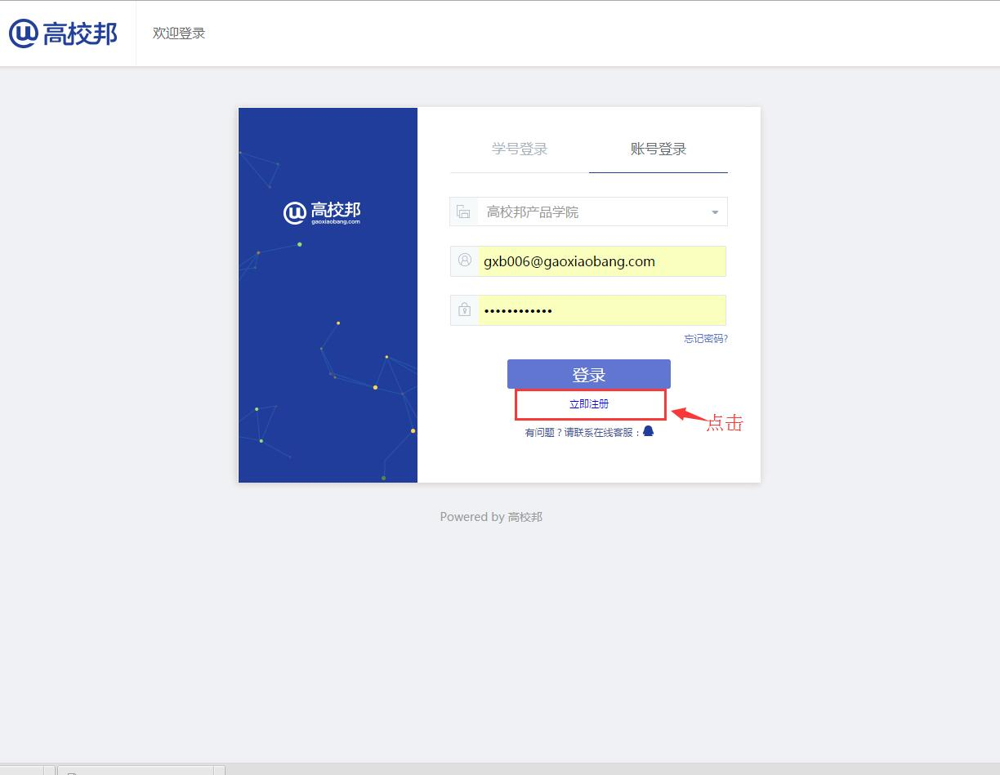 高校邦
欢迎登录
高校邦
gaoxiaobang.com
学号登录
账号登录
高校邦产品学院
gxb006@gaoxiaobang.com
••••••••••••
忘记密码?
登录
立即注册
点击
有问题？请联系在线客服：
Powered by 高校邦